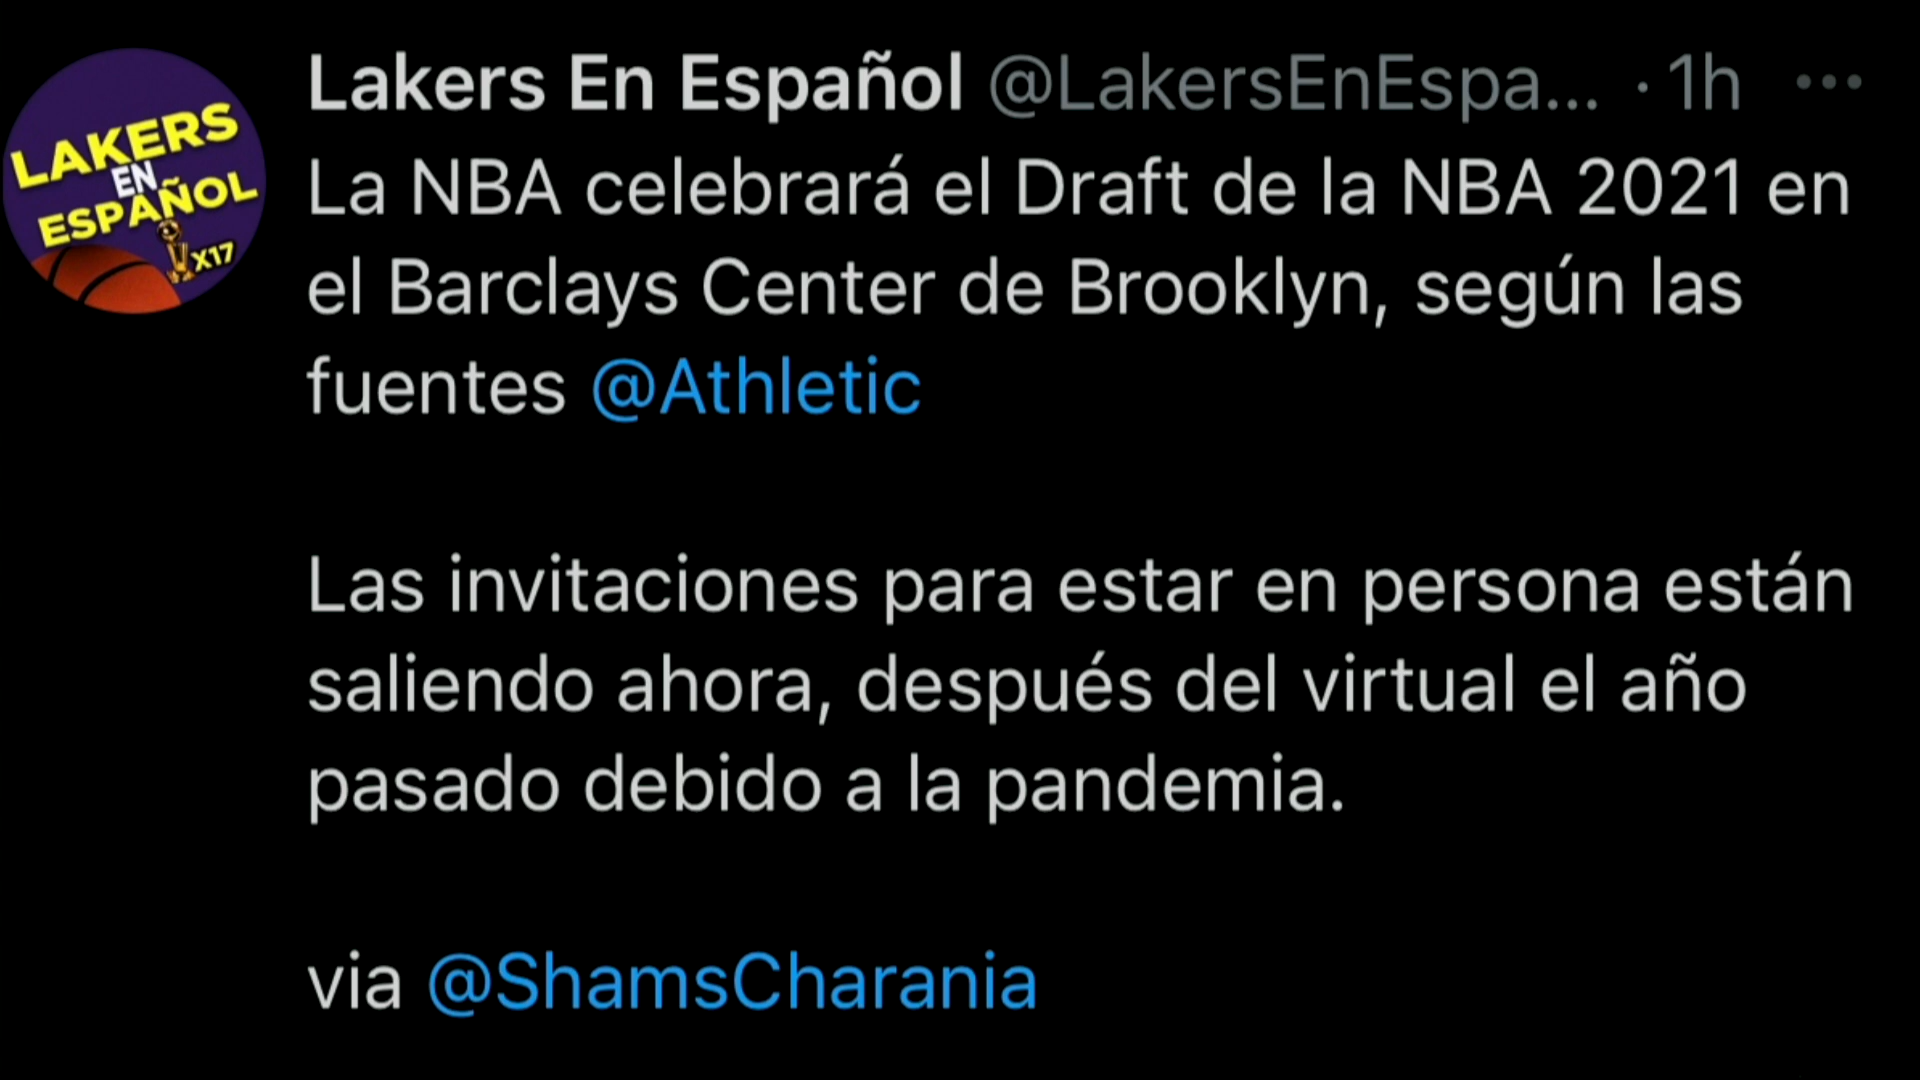 LAKERS
EN
ESPAÑOL
X17
Lakers En Español @LakersEnEspa... · 1h ...
La NBA celebrará el Draft de la NBA 2021 en
el Barclays Center de Brooklyn, según las
fuentes @Athletic
Las invitaciones para estar en persona están
saliendo ahora, después del virtual el año
pasado debido a la pandemia.
via @ShamsCharania